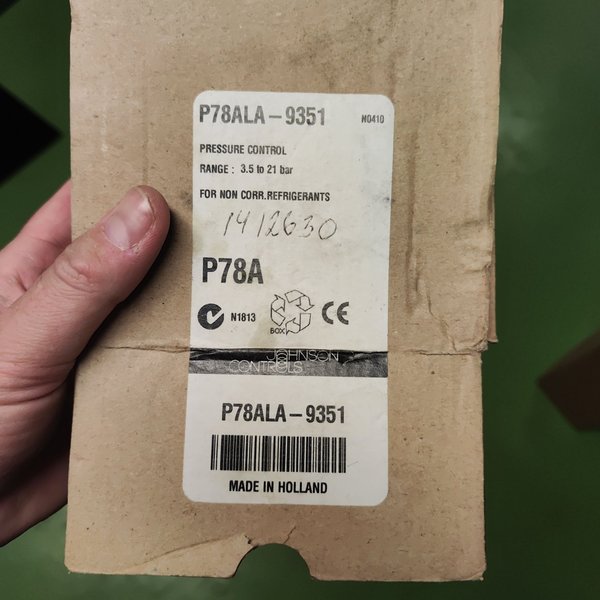 P78ALA-9351 N0410
PRESSURE CONTROL
RANGE : 3.5 to 21 bar
FOR NON CORR.REFRIGERANTS
1412630
P78A
N1813
BOX
CE
JOHNSON
CONTROLS
P78ALA-9351
MADE IN HOLLAND